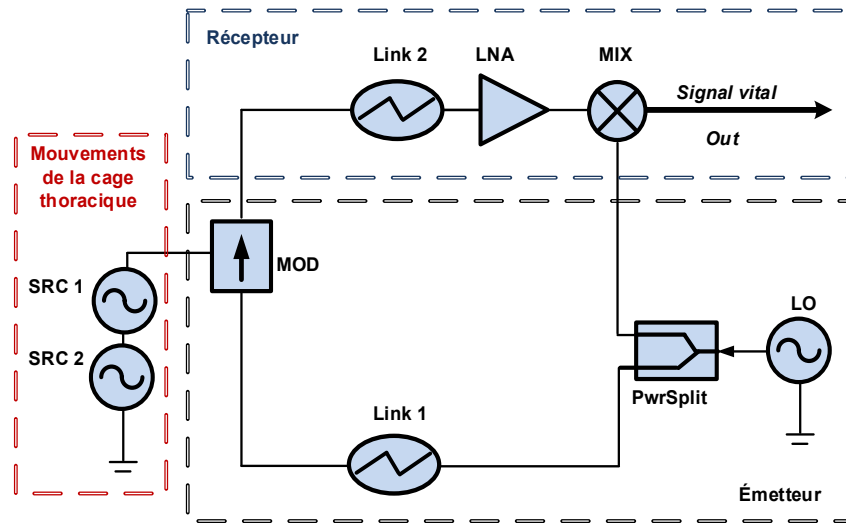 Récepteur
Link 2
LNA
MIX
Signal vital
Out
Mouvements
de la cage
thoracique
MOD
SRC 1
SRC 2
LO
PwrSplit
Link 1
Émetteur